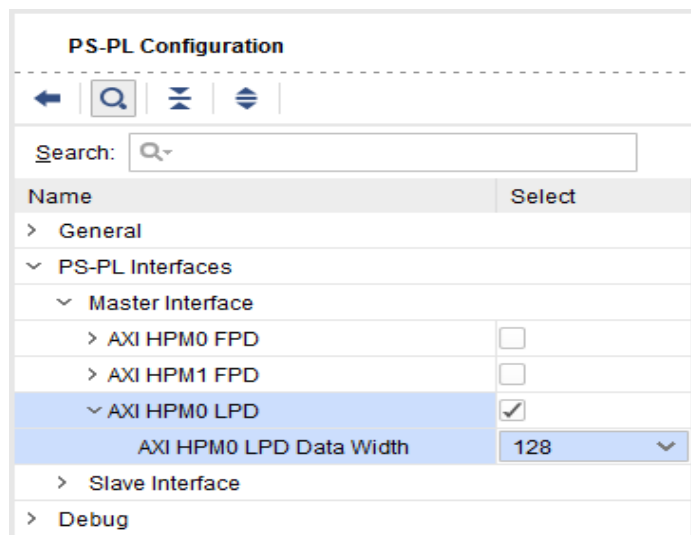 PS-PL Configuration
Search:
Name Select
General
PS-PL Interfaces
Master Interface
AXI HPM0 FPD
AXI HPM1 FPD
AXI HPM0 LPD
AXI HPM0 LPD Data Width 128
Slave Interface
Debug